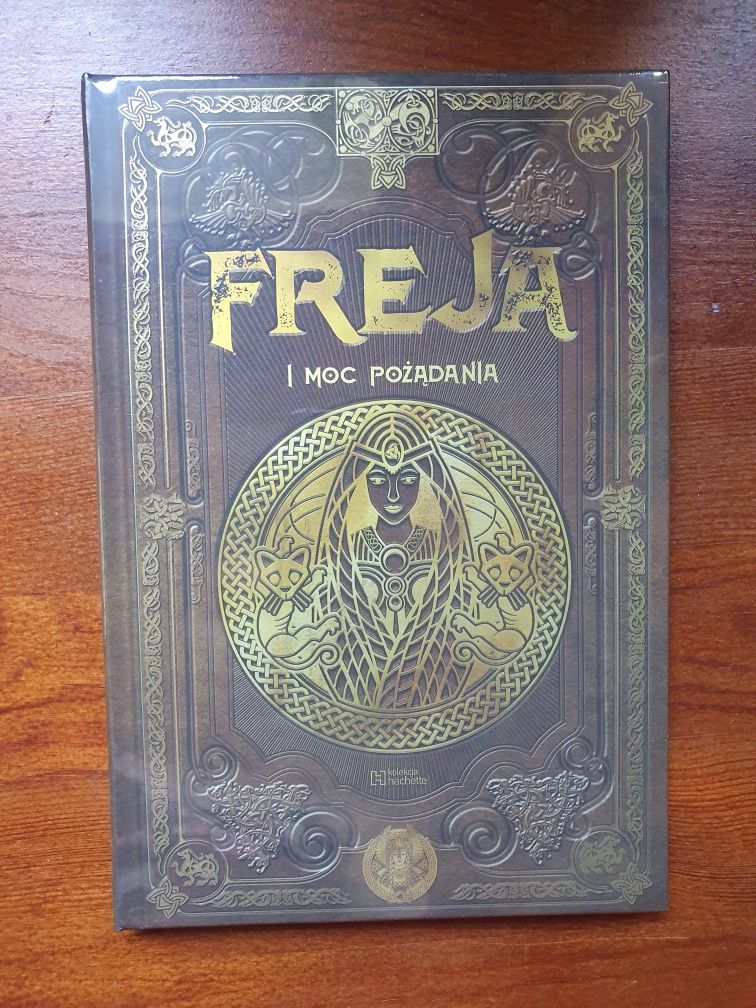 FREJA
I MOC POŻĄDANIA
kolekcja
hachette